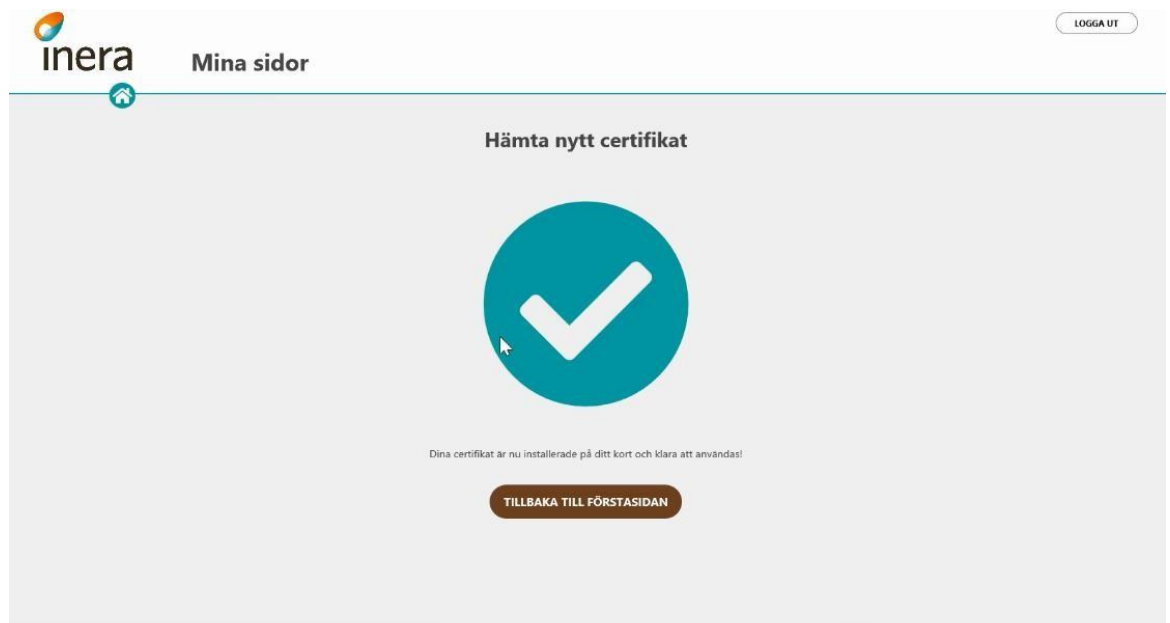 inera
Mina sidor
LOGGA UT
Hämta nytt certifikat
Dina certifikat är nu installerade på ditt kort och klara att användas!
TILLBAKA TILL FÖRSTASIDAN